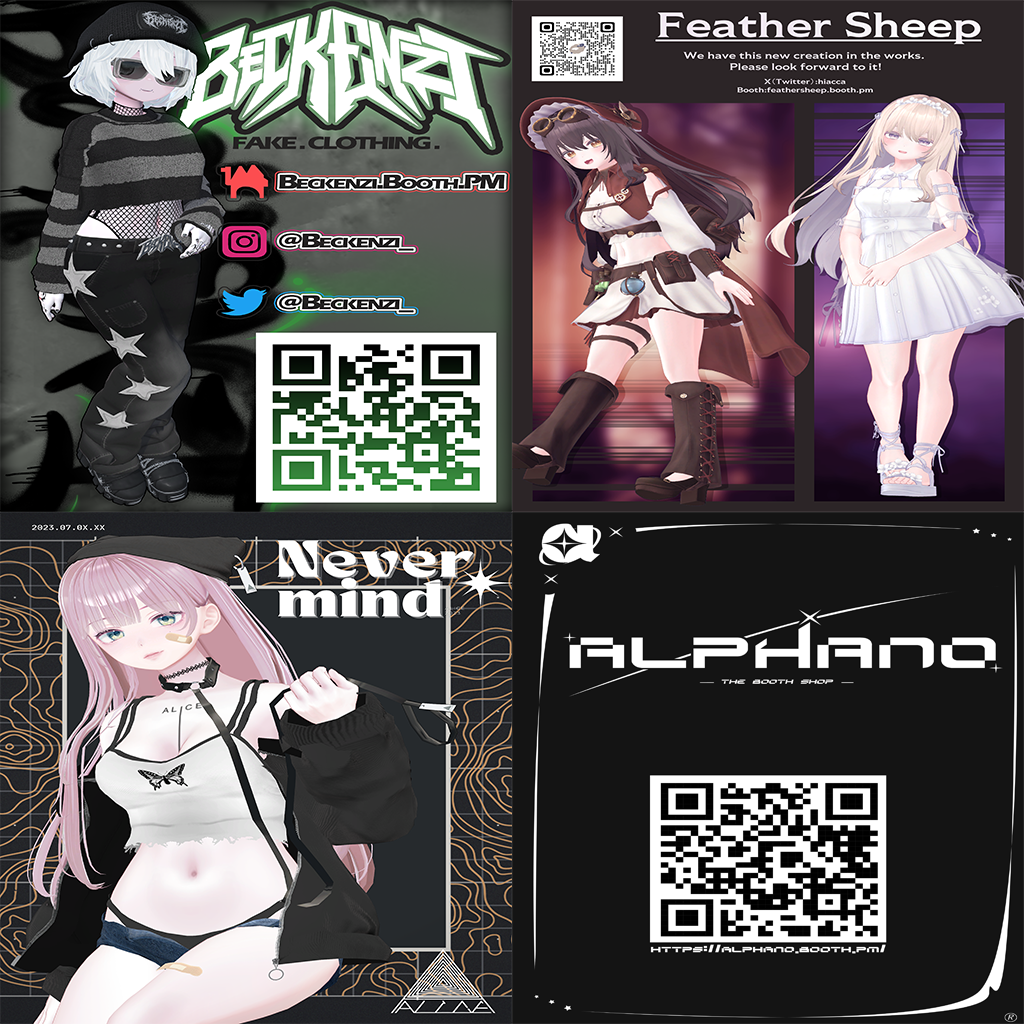 BECKENZI
BECKENZI
FAKE.CLOTHING.
BECKENZI.BOOTH.PM
@BECKENZI_
@BECKENZI_
Feather Sheep
We have this new creation in the works.
Please look forward to it!
X(Twitter):hiacca
Booth:feathersheep.booth.pm
2023.07.0X.XX
Never
mind
ALICE
ALPHANO
THE BOOTH SHOP
HTTPS://ALPHANO.BOOTH.PM/
®